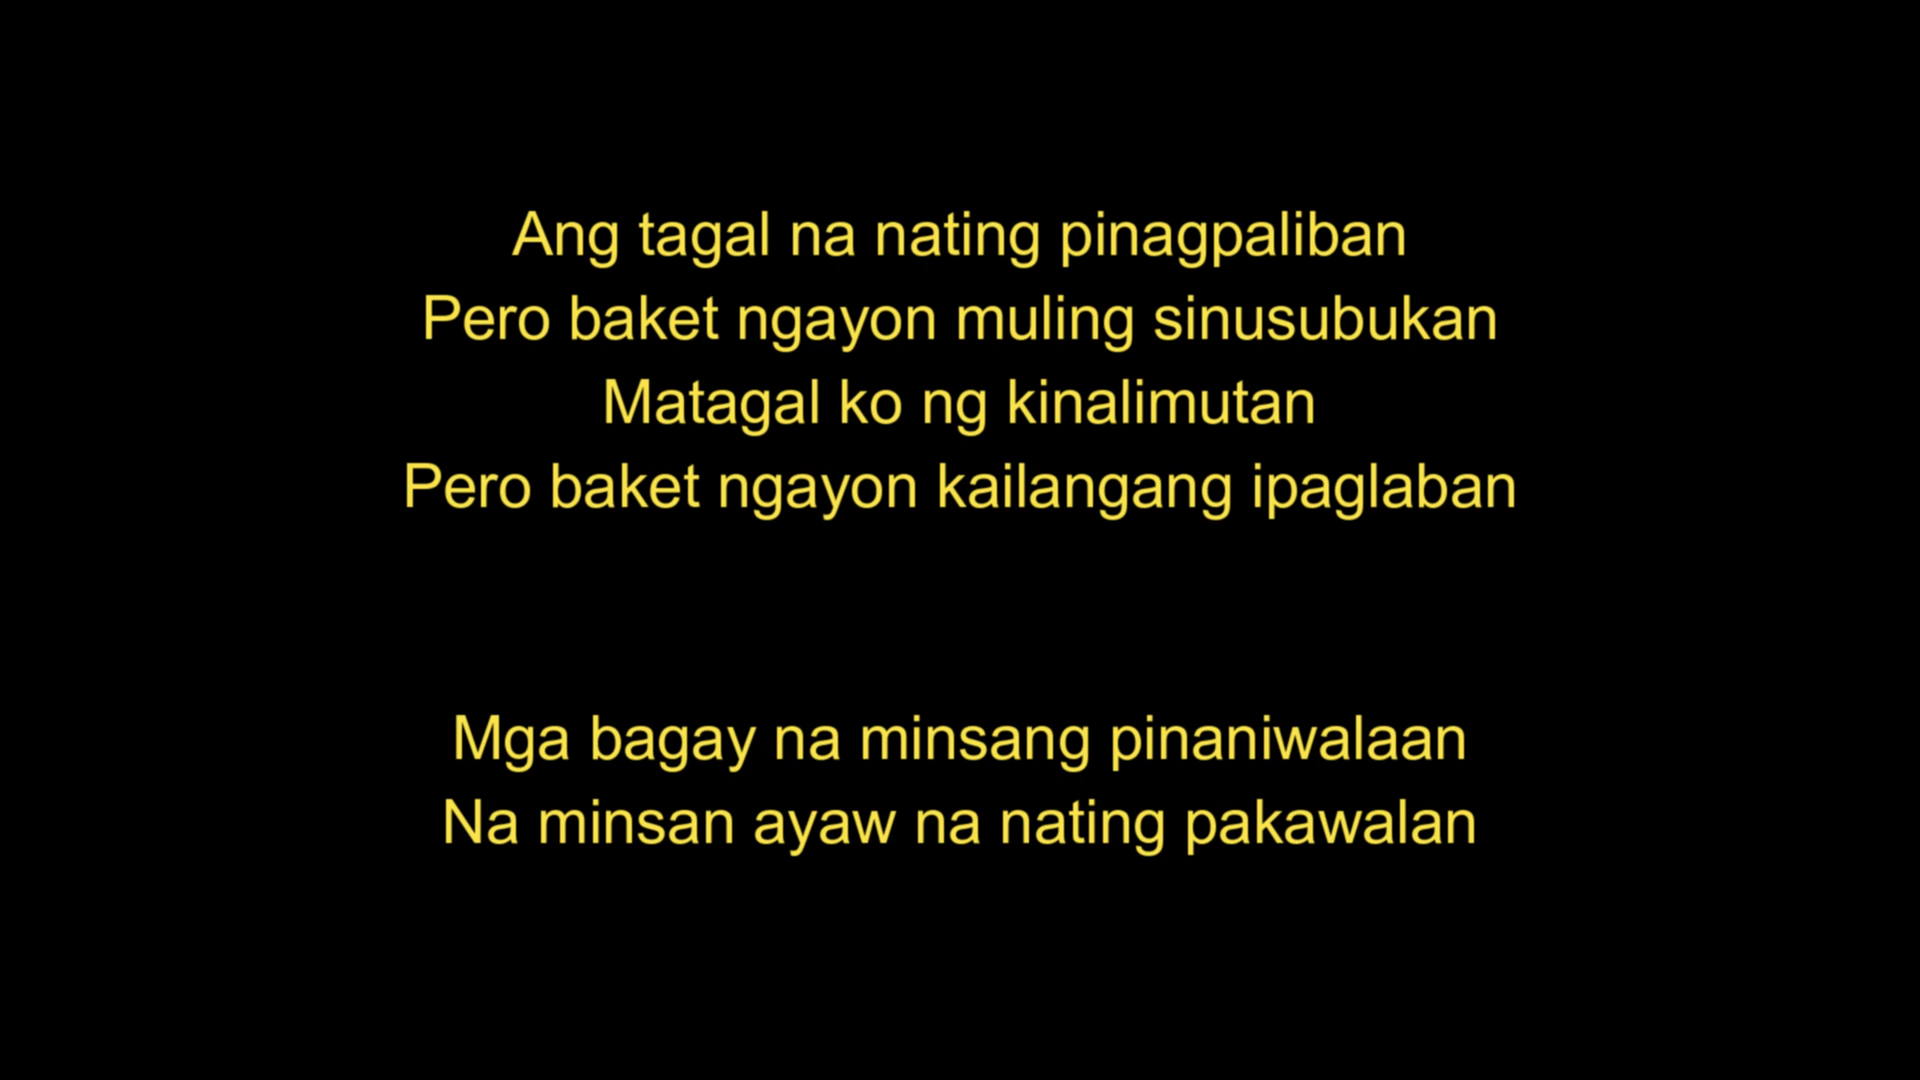 Ang tagal na nating pinagpaliban
Pero baket ngayon muling sinusubukan
Matagal ko ng kinalimutan
Pero baket ngayon kailangang ipaglaban
Mga bagay na minsang pinaniwalaan
Na minsan ayaw na nating pakawalan